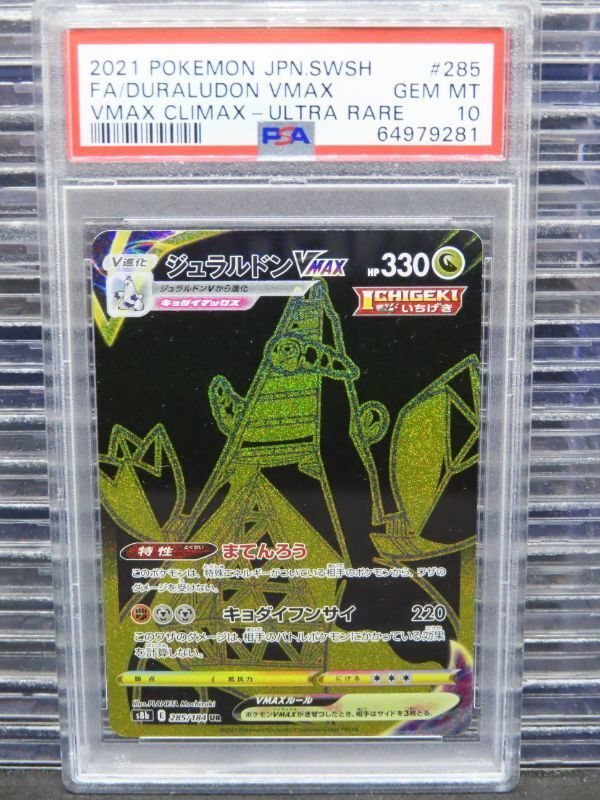 2021 POKEMON JPN.SWSH #285
FA/DURALUDON VMAX GEM MT
VMAX CLIMAX-ULTRA RARE 10
PSA 64979281
V進化 ジュラルドンVMAX HP330
ジュラルドンVから進化
キョダイマックス
ICHIGEKI
いちげき
特性 とくせい まてんろう
このポケモンは、特殊エネルギーがついている相手のポケモンから、ワザの
ダメージを受けない。
キョダイフンサイ 220
このワザのダメージは、相手のバトルポケモンにかかっている効果
を計算しない。
弱点 抵抗力 にげる
Illus.PLANETA Mochizuki
VMAXルール
ポケモンVMAXがきぜつしたとき、相手はサイドを3枚とる。
s8b E 285/184 UR